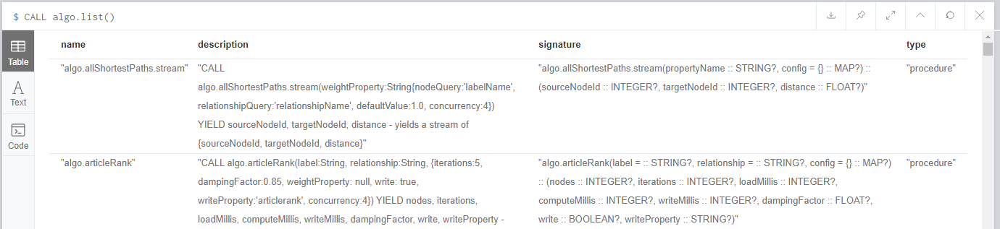 $ CALL algo.list()
name description signature type
Table
Text
Code
"algo.allShortestPaths.stream"
"CALL
algo.allShortestPaths.stream(weightProperty:String{nodeQuery:'labelName',
relationshipQuery:'relationshipName', defaultValue:1.0, concurrency:4})
YIELD sourceNodeId, targetNodeId, distance - yields a stream of
{sourceNodeId, targetNodeId, distance}"
"algo.allShortestPaths.stream(propertyName :: STRING?, config = {} :: MAP?) ::
(sourceNodeId :: INTEGER?, targetNodeId :: INTEGER?, distance :: FLOAT?)"
"procedure"
"algo.articleRank"
"CALL algo.articleRank(label:String, relationship:String, {iterations:5,
dampingFactor:0.85, weightProperty: null, write: true,
writeProperty:'articlerank', concurrency:4}) YIELD nodes, iterations,
loadMillis, computeMillis, writeMillis, dampingFactor, write, writeProperty -
"algo.articleRank(label = :: STRING?, relationship = :: STRING?, config = {} :: MAP?)
:: (nodes :: INTEGER?, iterations :: INTEGER?, loadMillis :: INTEGER?,
computeMillis :: INTEGER?, writeMillis :: INTEGER?, dampingFactor :: FLOAT?,
write :: BOOLEAN?, writeProperty :: STRING?)"
"procedure"